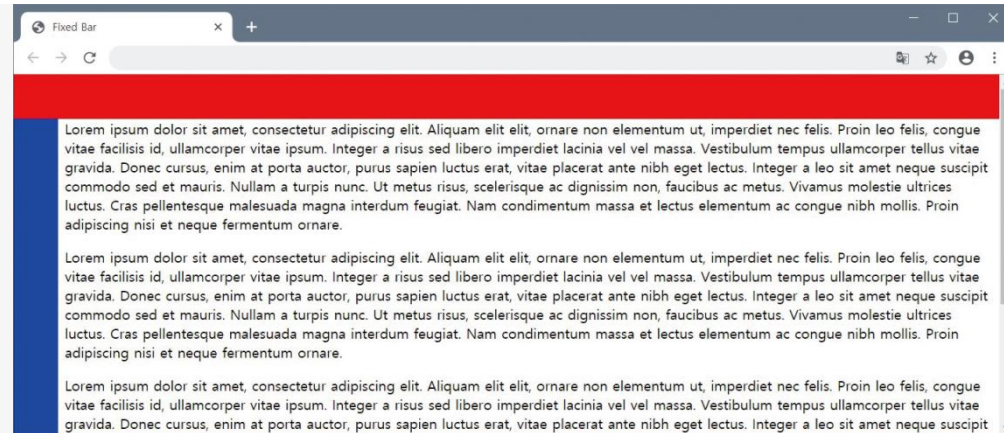 Fixed Bar
Lorem ipsum dolor sit amet, consectetur adipiscing elit. Aliquam elit elit, ornare non elementum ut, imperdiet nec felis. Proin leo felis, congue
vitae facilisis id, ullamcorper vitae ipsum. Integer a risus sed libero imperdiet lacinia vel vel massa. Vestibulum tempus ullamcorper tellus vitae
gravida. Donec cursus, enim at porta auctor, purus sapien luctus erat, vitae placerat ante nibh eget lectus. Integer a leo sit amet neque suscipit
commodo sed et mauris. Nullam a turpis nunc. Ut metus risus, scelerisque ac dignissim non, faucibus ac metus. Vivamus molestie ultrices
luctus. Cras pellentesque malesuada magna interdum feugiat. Nam condimentum massa et lectus elementum ac congue nibh mollis. Proin
adipiscing nisi et neque fermentum ornare.
Lorem ipsum dolor sit amet, consectetur adipiscing elit. Aliquam elit elit, ornare non elementum ut, imperdiet nec felis. Proin leo felis, congue
vitae facilisis id, ullamcorper vitae ipsum. Integer a risus sed libero imperdiet lacinia vel vel massa. Vestibulum tempus ullamcorper tellus vitae
gravida. Donec cursus, enim at porta auctor, purus sapien luctus erat, vitae placerat ante nibh eget lectus. Integer a leo sit amet neque suscipit
commodo sed et mauris. Nullam a turpis nunc. Ut metus risus, scelerisque ac dignissim non, faucibus ac metus. Vivamus molestie ultrices
luctus. Cras pellentesque malesuada magna interdum feugiat. Nam condimentum massa et lectus elementum ac congue nibh mollis. Proin
adipiscing nisi et neque fermentum ornare.
Lorem ipsum dolor sit amet, consectetur adipiscing elit. Aliquam elit elit, ornare non elementum ut, imperdiet nec felis. Proin leo felis, congue
vitae facilisis id, ullamcorper vitae ipsum. Integer a risus sed libero imperdiet lacinia vel vel massa. Vestibulum tempus ullamcorper tellus vitae
gravida. Donec cursus, enim at porta auctor, purus sapien luctus erat, vitae placerat ante nibh eget lectus. Integer a leo sit amet neque suscipit